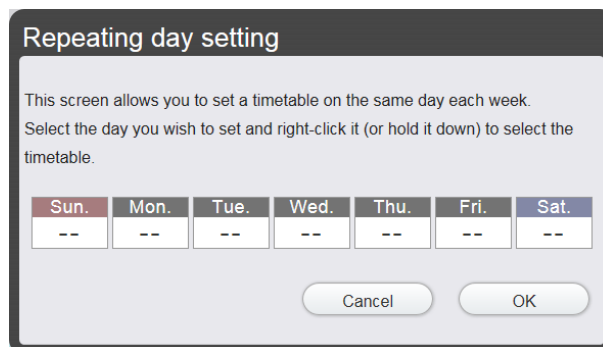 Repeating day setting
This screen allows you to set a timetable on the same day each week.
Select the day you wish to set and right-click it (or hold it down) to select the
timetable.
Sun. Mon. Tue. Wed. Thu. Fri. Sat.
-- -- -- -- -- -- --
Cancel OK